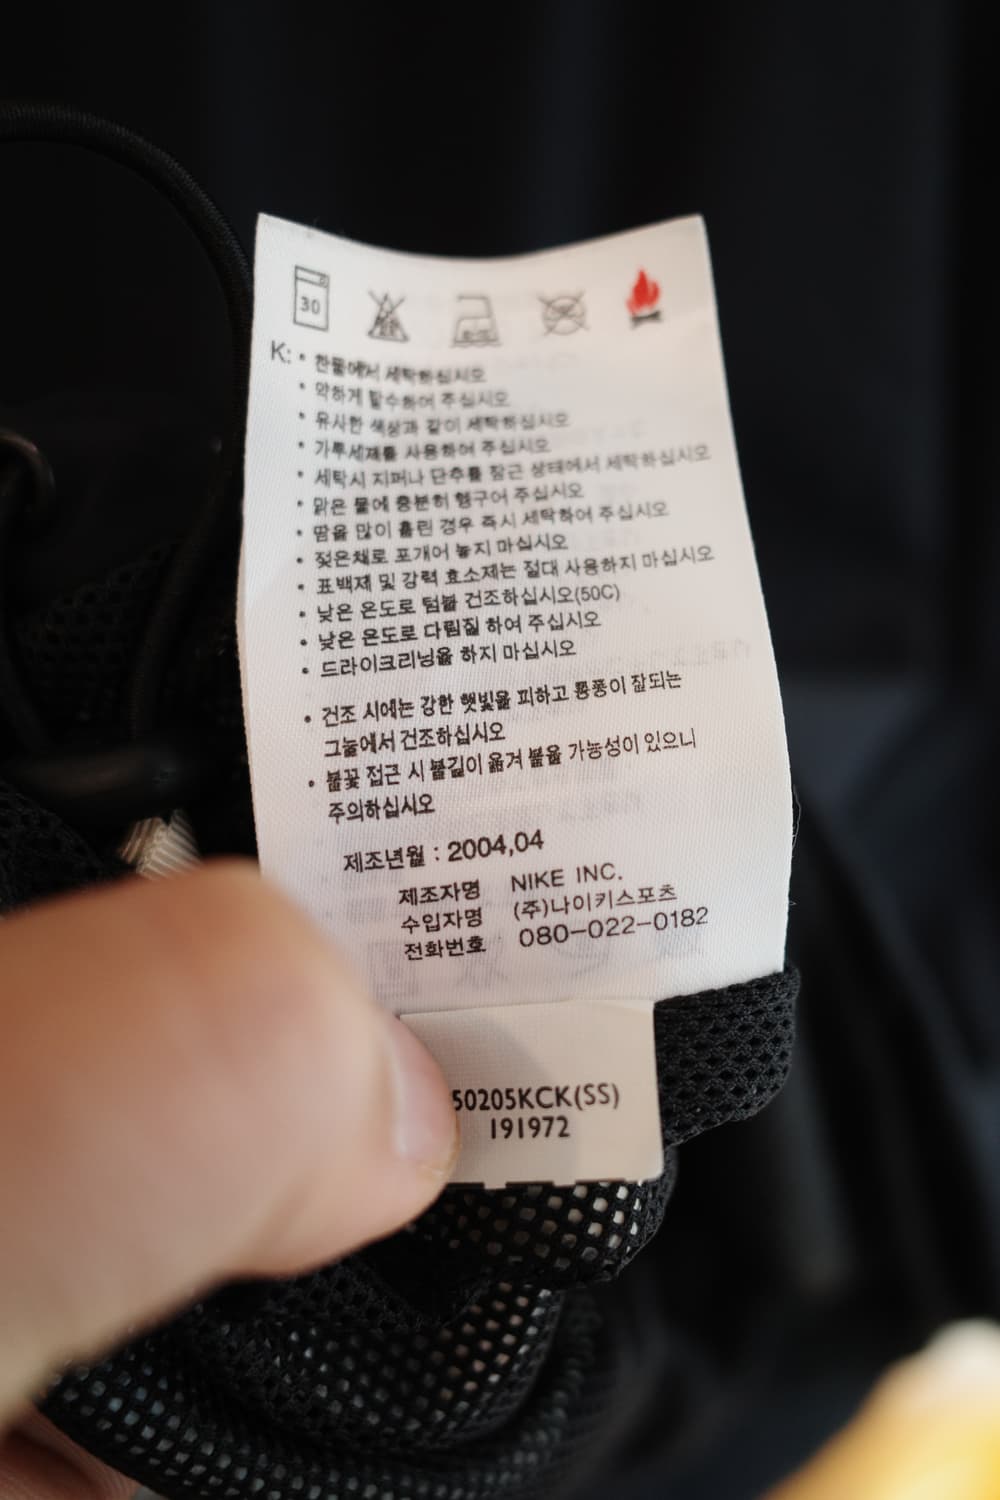 30
K: • 찬물에서 세탁하십시오
• 약하게 탈수하여 주십시오
• 유사한 색상과 같이 세탁하십시오
• 가루세제를 사용하여 주십시오
• 세탁시 지퍼나 단추를 잠근 상태에서 세탁하십시오
• 맑은 물에 충분히 헹구어 주십시오
• 땀을 많이 흘린 경우 즉시 세탁하여 주십시오
• 젖은채로 포개어 놓지 마십시오
• 표백제 및 강력 효소제는 절대 사용하지 마십시오
• 낮은 온도로 텀블 건조하십시오(50C)
• 낮은 온도로 다림질 하여 주십시오
• 드라이크리닝을 하지 마십시오
• 건조 시에는 강한 햇빛을 피하고 통풍이 잘되는
그늘에서 건조하십시오
• 불꽃 접근 시 불길이 옮겨 붙을 가능성이 있으니
주의하십시오
제조년월 : 2004,04
제조자명 NIKE INC.
수입자명 (주)나이키스포츠
전화번호 080-022-0182
50205KCK(SS)
191972